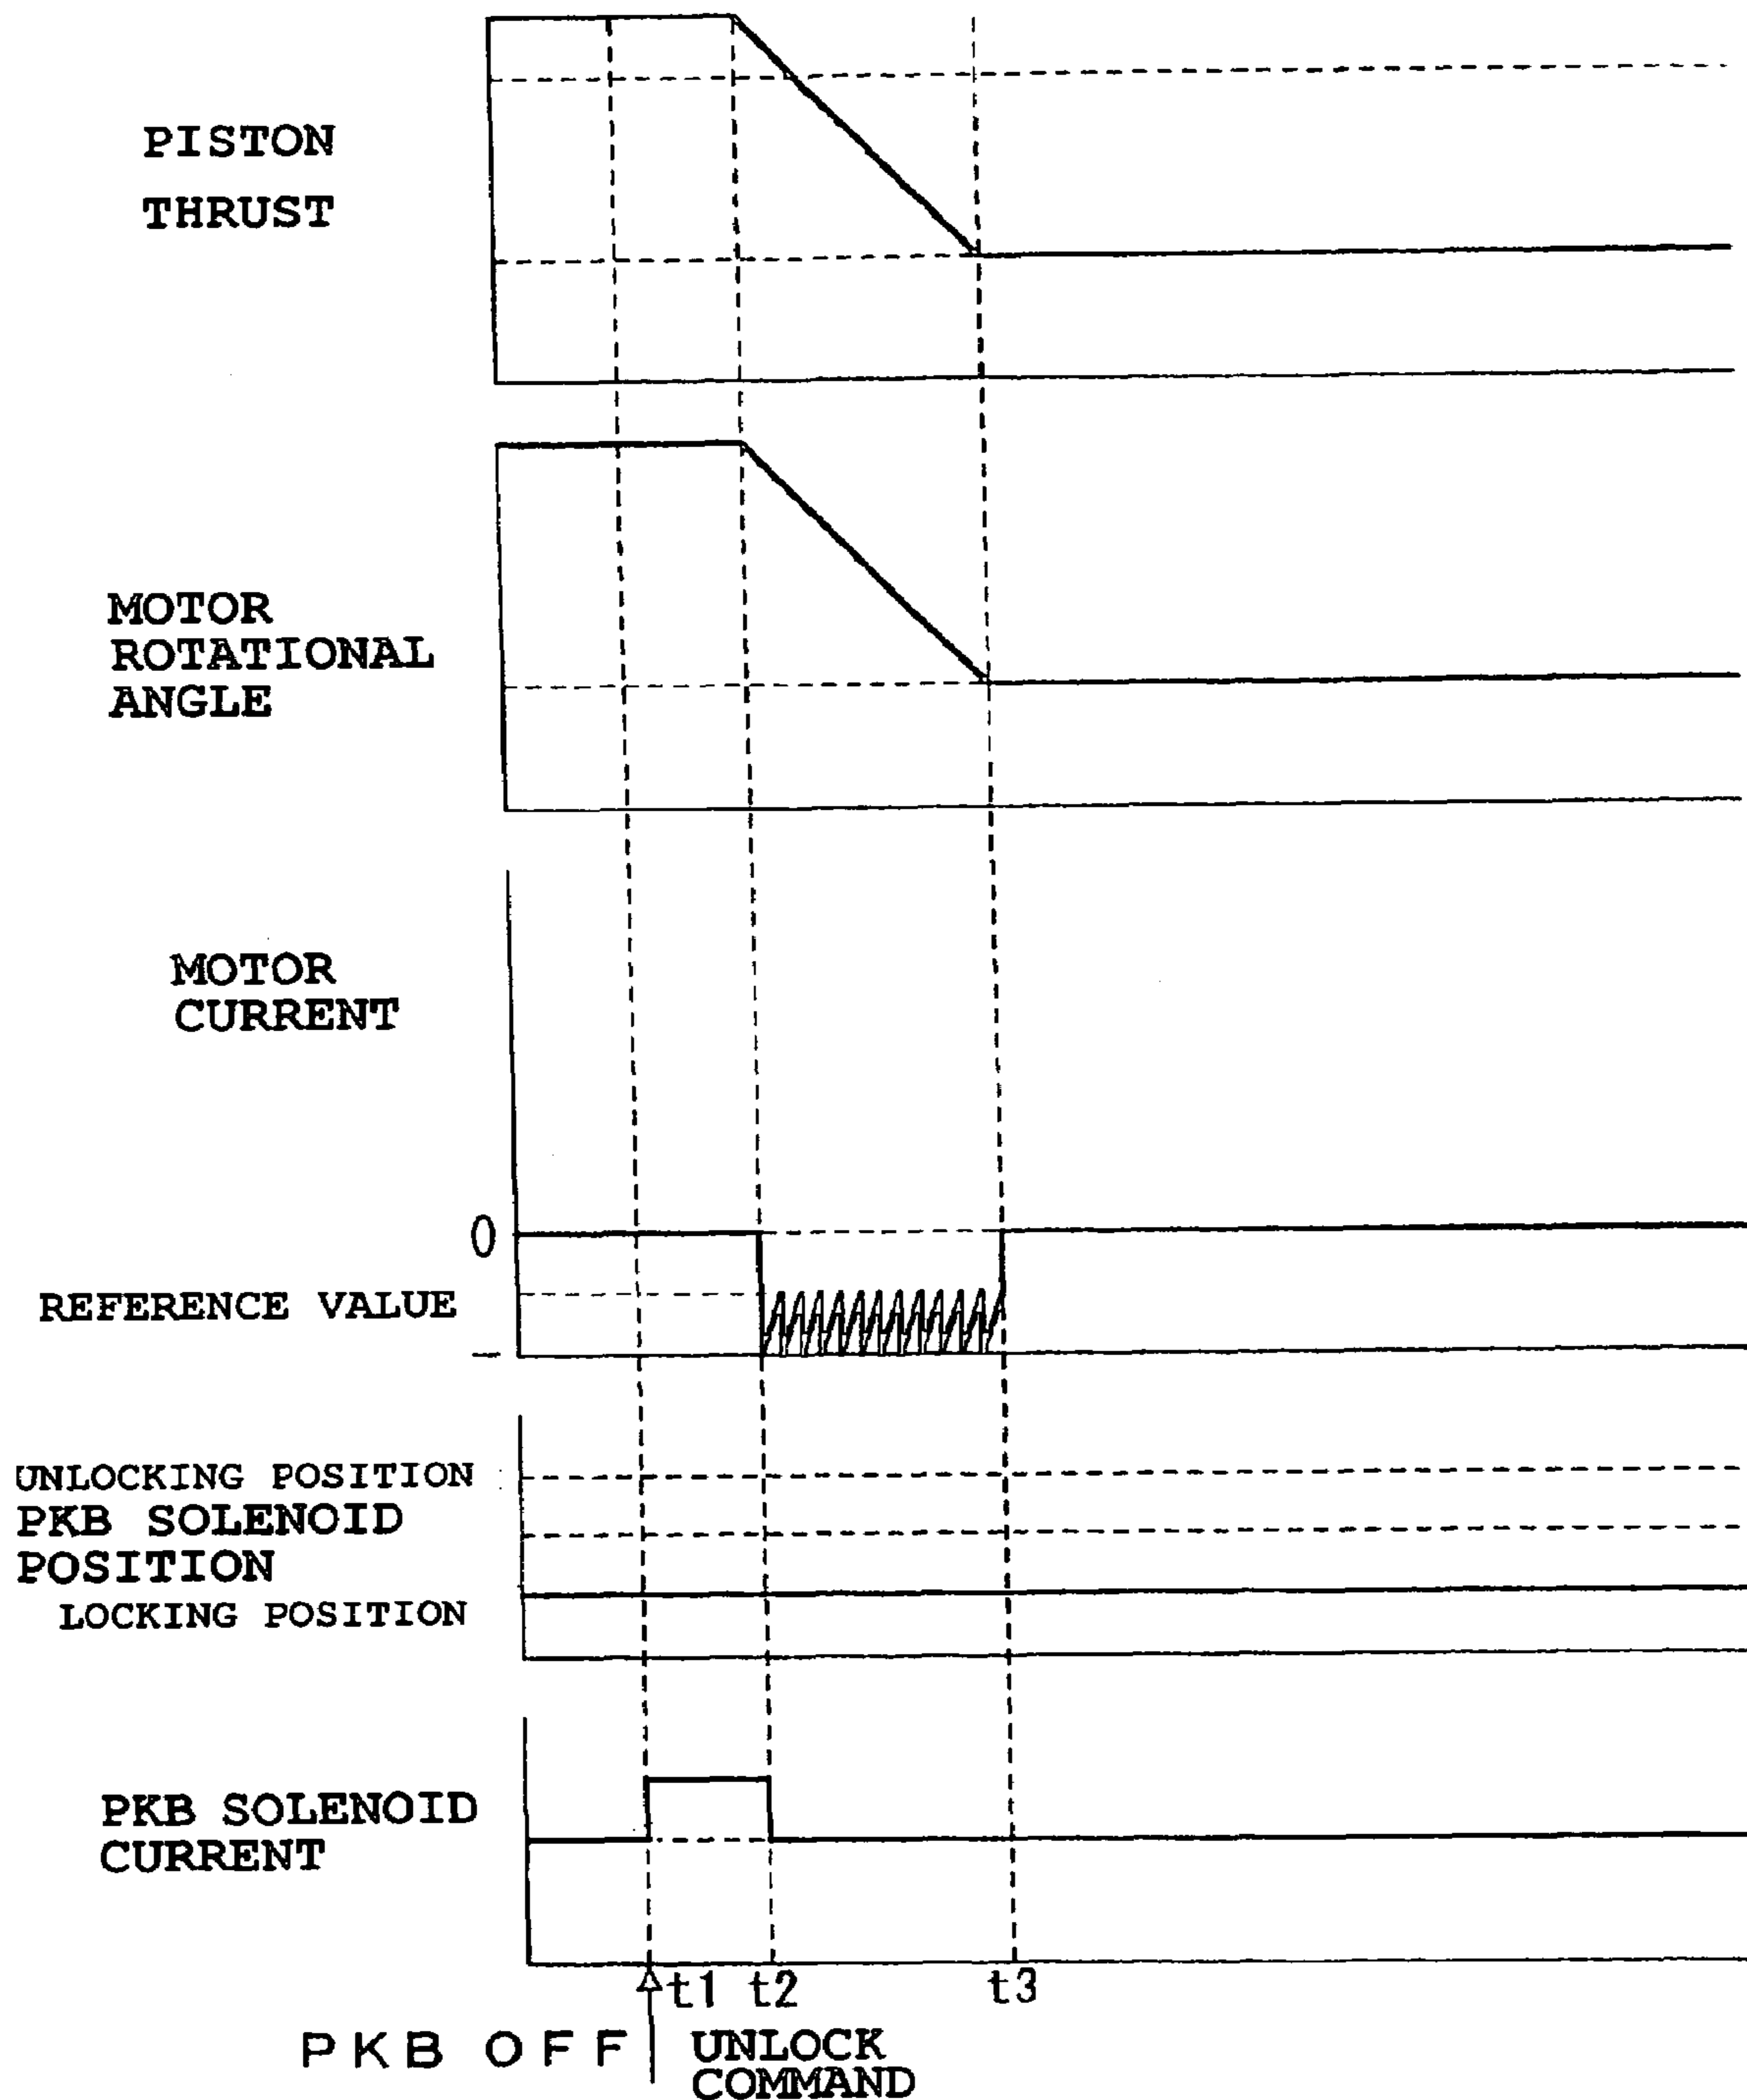 PISTON
THRUST
MOTOR
ROTATIONAL
ANGLE
MOTOR
CURRENT
0
REFERENCE VALUE
UNLOCKING POSITION
PKB SOLENOID
POSITION
LOCKING POSITION
PKB SOLENOID
CURRENT
t1 t2 t3
PKB OFF
UNLOCK
COMMAND